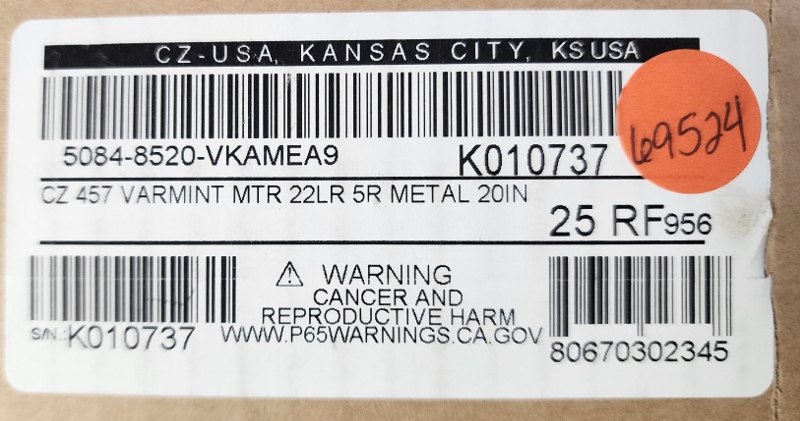 CZ-USA, KANSAS CITY, KS USA
69524
5084-8520-VKAMEA9 K010737
CZ 457 VARMINT MTR 22LR 5R METAL 20IN
25 RF956
⚠ WARNING
CANCER AND
REPRODUCTIVE HARM
WWW.P65WARNINGS.CA.GOV
S/N.:K010737
80670302345